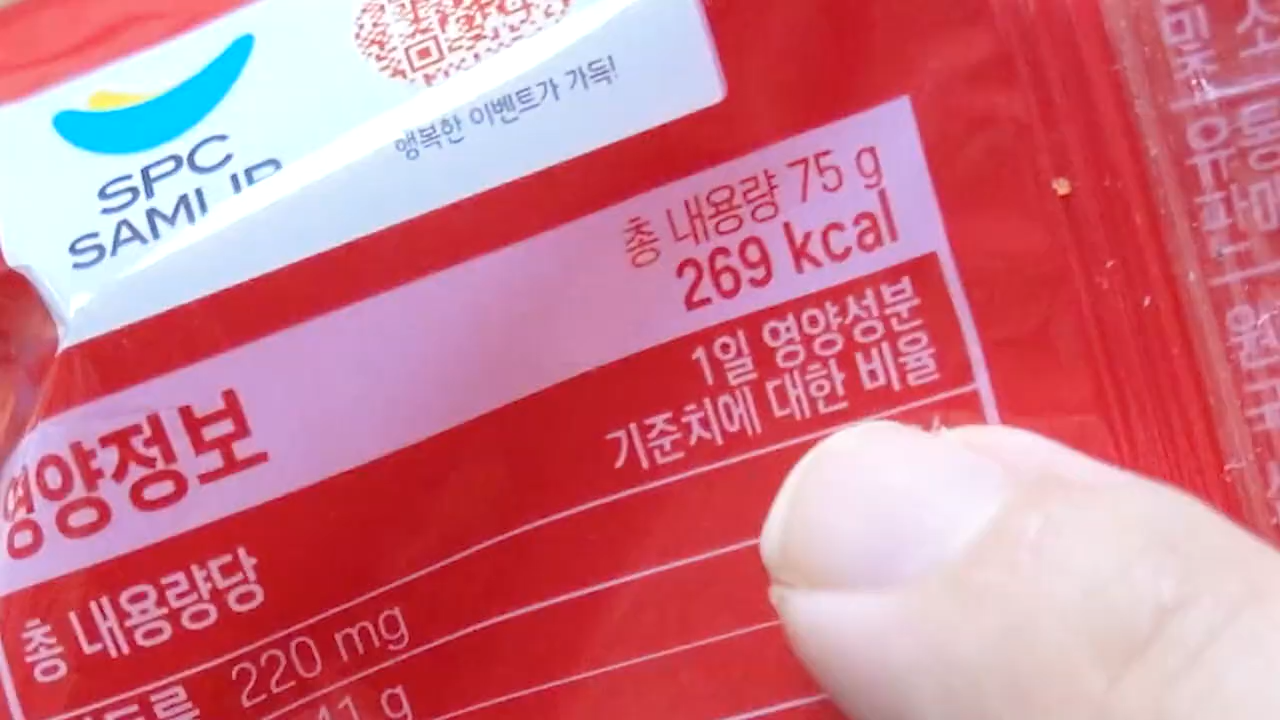 SPC
행복한 이벤트가 가득!
총 내용량 75 g
269 kcal
영양정보
1일 영양성분
기준치에 대한 비율
총 내용량당
220 mg
41 g